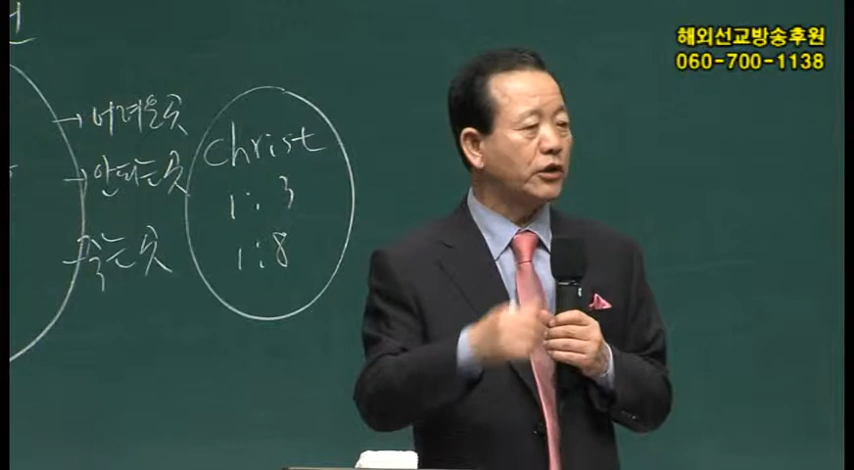 해외선교방송후원
060-700-1138
→ 어려운곳
→ 안되는곳
→ 죽는곳
Christ
1:3
1:8